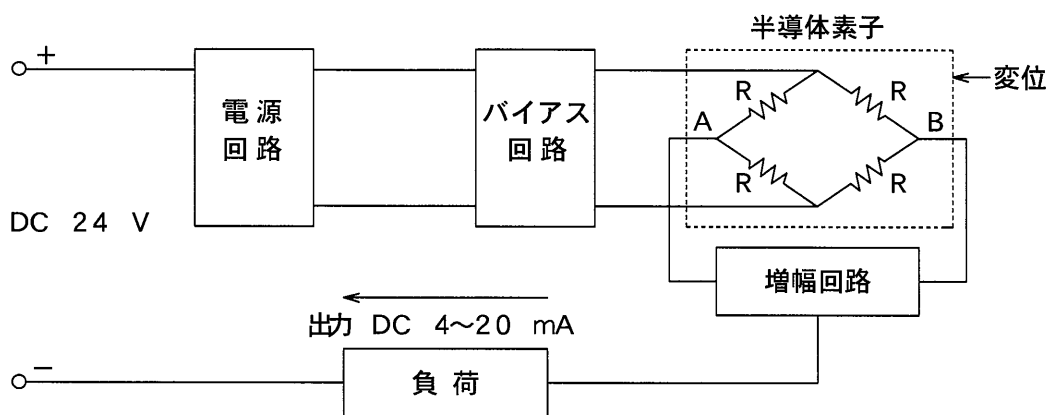 半導体素子
+
電源
回路
バイアス
回路
R
R
変位
A
B
R
R
DC 24 V
増幅回路
出力 DC 4～20 mA
−
負荷